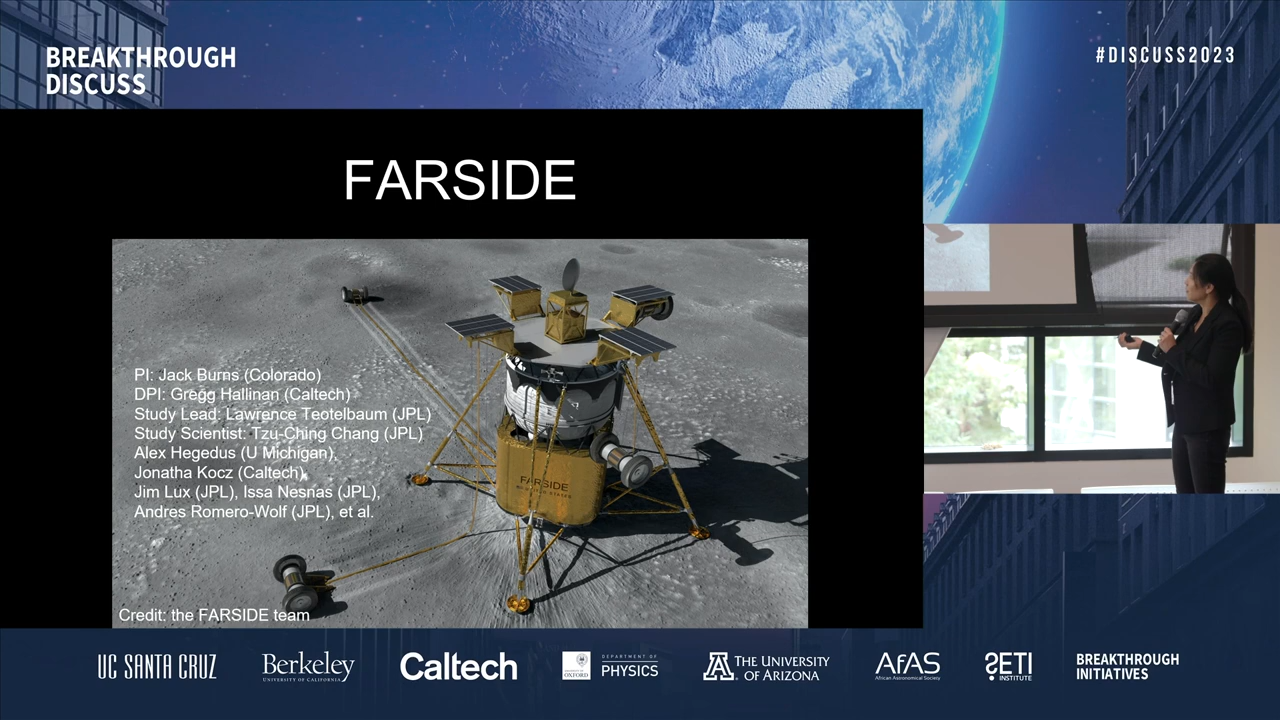 BREAKTHROUGH
DISCUSS
#DISCUSS2023
FARSIDE
PI: Jack Burns (Colorado)
DPI: Gregg Hallinan (Caltech)
Study Lead: Lawrence Teotelbaum (JPL)
Study Scientist: Tzu-Ching Chang (JPL)
Alex Hegedus (U Michigan),
Jonatha Kocz (Caltech),
Jim Lux (JPL), Issa Nesnas (JPL),
Andres Romero-Wolf (JPL), et al.
FARSIDE
Credit: the FARSIDE team
UC SANTA CRUZ
Berkeley
UNIVERSITY OF CALIFORNIA
Caltech
UNIVERSITY OF
OXFORD
DEPARTMENT OF
PHYSICS
A
THE UNIVERSITY
OF ARIZONA
AfAS
African Astronomical Society
SETI
INSTITUTE
BREAKTHROUGH
INITIATIVES